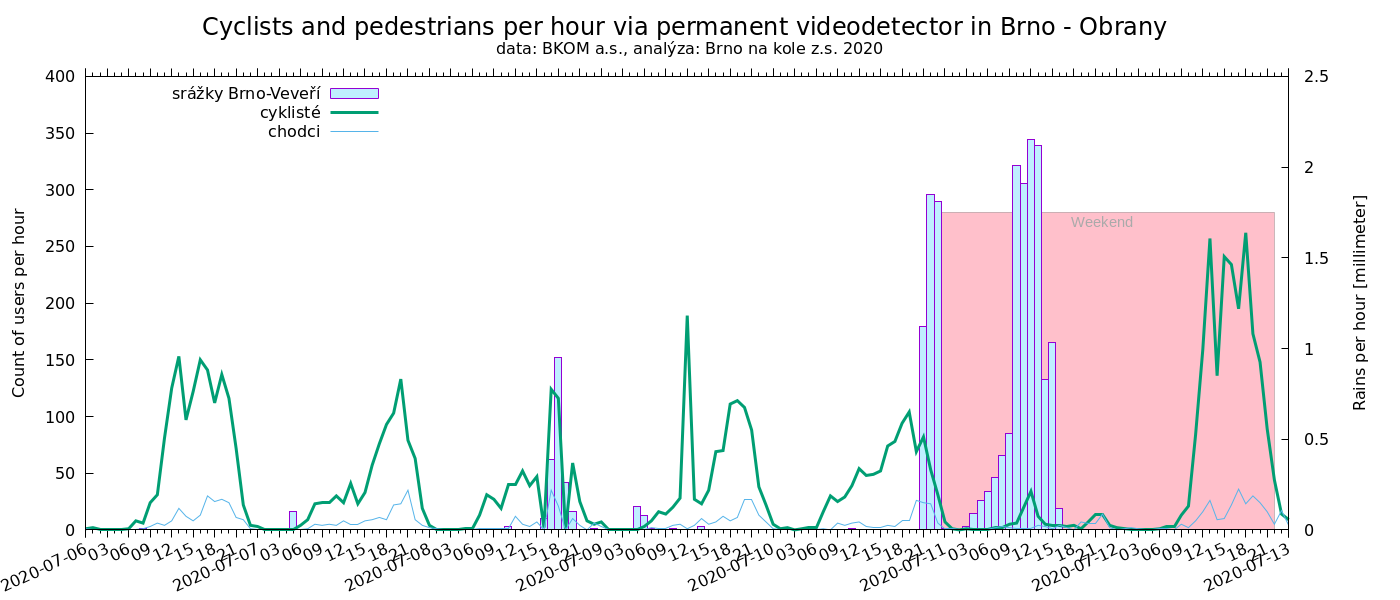 Cyclists and pedestrians per hour via permanent videodetector in Brno - Obrany
data: BKOM a.s., analýza: Brno na kole z.s. 2020
400 2.5
srážky Brno-Veveří
cyklisté
chodci
350
2
300
Weekend
250
1.5
200
150 1
100
0.5
50
0 0
Count of users per hour
Rains per hour [millimeter]
2020-07-06 03 06 09 12 15 18 21 2020-07-07 03 06 09 12 15 18 21 2020-07-08 03 06 09 12 15 18 21 2020-07-09 03 06 09 12 15 18 21 2020-07-10 03 06 09 12 15 18 21 2020-07-11 03 06 09 12 15 18 21 2020-07-12 03 06 09 12 15 18 21 2020-07-13